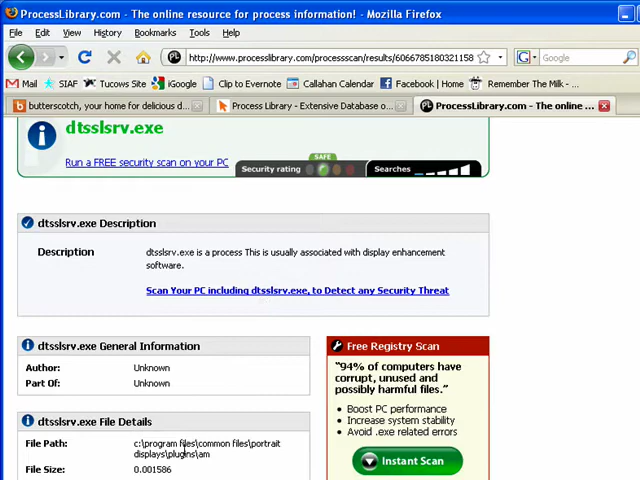 ProcessLibrary.com - The online resource for process information! - Mozilla Firefox
File Edit View History Bookmarks Tools Help
http://www.processlibrary.com/processscan/results/6066785180321158
Google
Mail SIAF Tucows Stocking iGoogle Clip to Evernote Callahan Calendar Facebook | Home Remember The Milk - ...
butterscotch, your home for delicious d... Process Library - Extensive Database o... ProcessLibrary.com - The online ...
dtsslsrv.exe
Run a FREE security scan on your PC
SAFE
Security rating Searches
dtsslsrv.exe Description
Description dtsslsrv.exe is a process This is usually associated with display enhancement
software.
Scan Your PC including dtsslsrv.exe, to Detect any Security Threat
dtsslsrv.exe General Information
Author: Unknown
Part Of: Unknown
dtsslsrv.exe File Details
File Path: c:\program files\common files\portrait
displays\plugins\am
File Size: 0.001586
Free Registry Scan
"94% of computers have
corrupt, unused and
possibly harmful files."
• Boost PC performance
• Increase system stability
• Avoid .exe related errors
Instant Scan